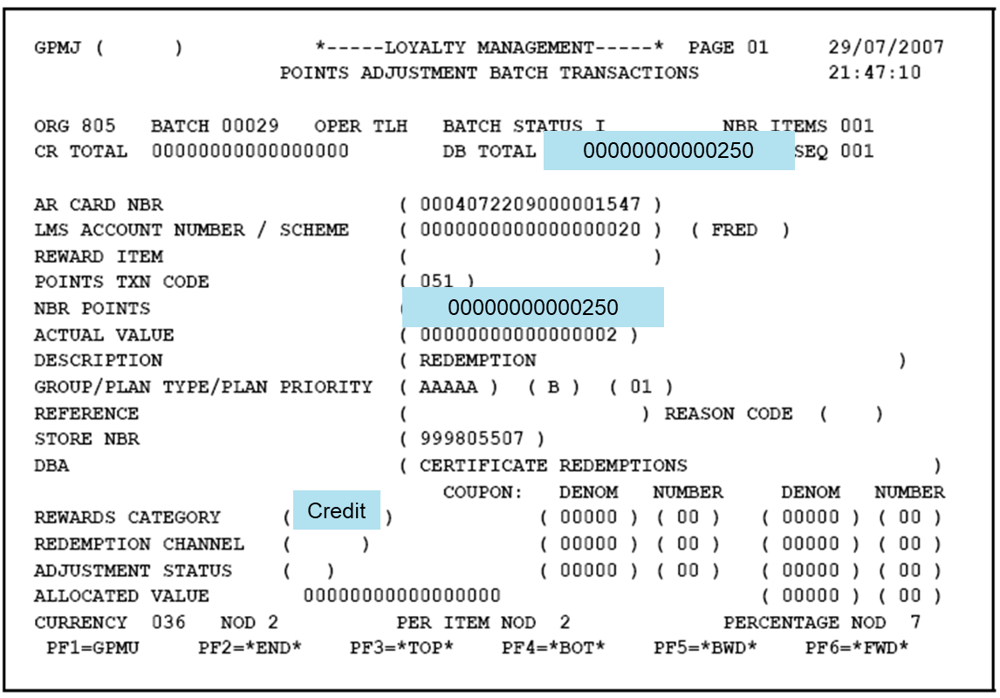 GPMJ (      )      *-----LOYALTY MANAGEMENT-----*  PAGE 01      29/07/2007
POINTS ADJUSTMENT BATCH TRANSACTIONS      21:47:10
ORG 805   BATCH 00029   OPER TLH   BATCH STATUS I   NBR ITEMS 001
CR TOTAL  00000000000000000   DB TOTAL 00000000000250 SEQ 001
AR CARD NBR ( 0004072209000001547 )
LMS ACCOUNT NUMBER / SCHEME ( 0000000000000000020 )  ( FRED  )
REWARD ITEM (      )
POINTS TXN CODE ( 051 )
NBR POINTS ( 00000000000250
ACTUAL VALUE ( 00000000000000002 )
DESCRIPTION ( REDEMPTION      )
GROUP/PLAN TYPE/PLAN PRIORITY ( AAAAA )  ( B )  ( 01 )
REFERENCE (      ) REASON CODE  (    )
STORE NBR ( 999805507 )
DBA ( CERTIFICATE REDEMPTIONS      )
COUPON:   DENOM   NUMBER   DENOM   NUMBER
REWARDS CATEGORY ( Credit ) ( 00000 ) ( 00 )   ( 00000 ) ( 00 )
REDEMPTION CHANNEL (      ) ( 00000 ) ( 00 )   ( 00000 ) ( 00 )
ADJUSTMENT STATUS (   ) ( 00000 ) ( 00 )   ( 00000 ) ( 00 )
ALLOCATED VALUE 00000000000000000 ( 00000 ) ( 00 )
CURRENCY  036   NOD 2   PER ITEM NOD  2   PERCENTAGE NOD  7
PF1=GPMU   PF2=*END*   PF3=*TOP*   PF4=*BOT*   PF5=*BWD*   PF6=*FWD*